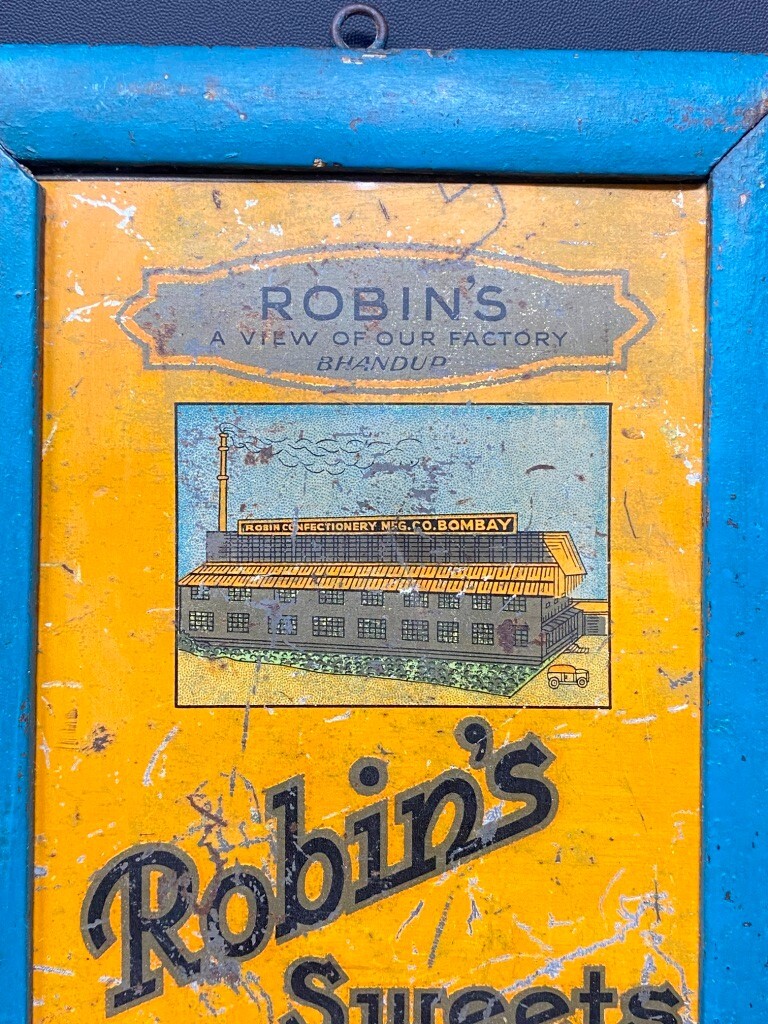 ROBIN'S
A VIEW OF OUR FACTORY
BHANDUP
ROBIN CONFECTIONERY MFG. CO. BOMBAY
Robin's
Sweets